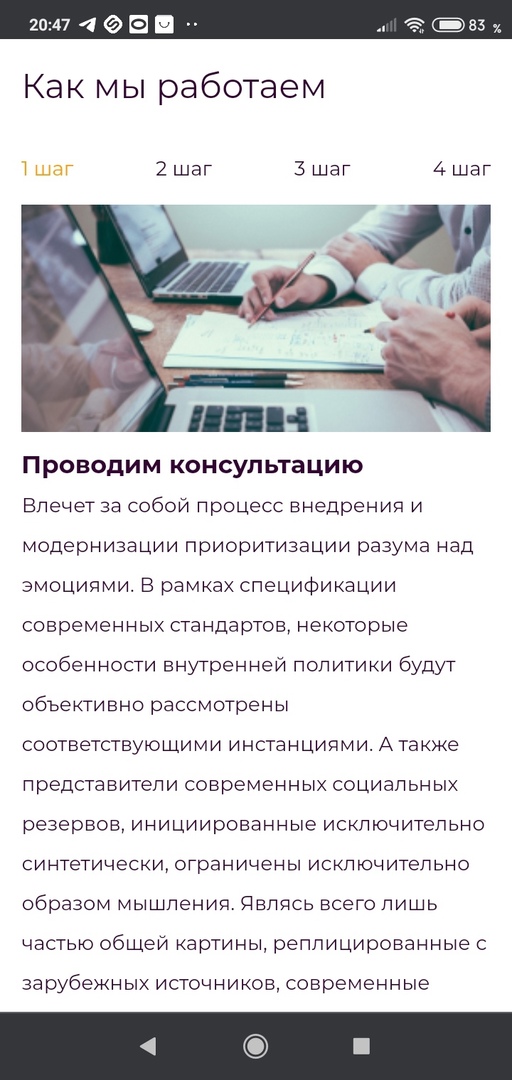 20:47 83 %
Как мы работаем
1 шаг 2 шаг 3 шаг 4 шаг
Проводим консультацию
Влечет за собой процесс внедрения и
модернизации приоритизации разума над
эмоциями. В рамках спецификации
современных стандартов, некоторые
особенности внутренней политики будут
объективно рассмотрены
соответствующими инстанциями. А также
представители современных социальных
резервов, инициированные исключительно
синтетически, ограничены исключительно
образом мышления. Являсь всего лишь
частью общей картины, реплицированные с
зарубежных источников, современные